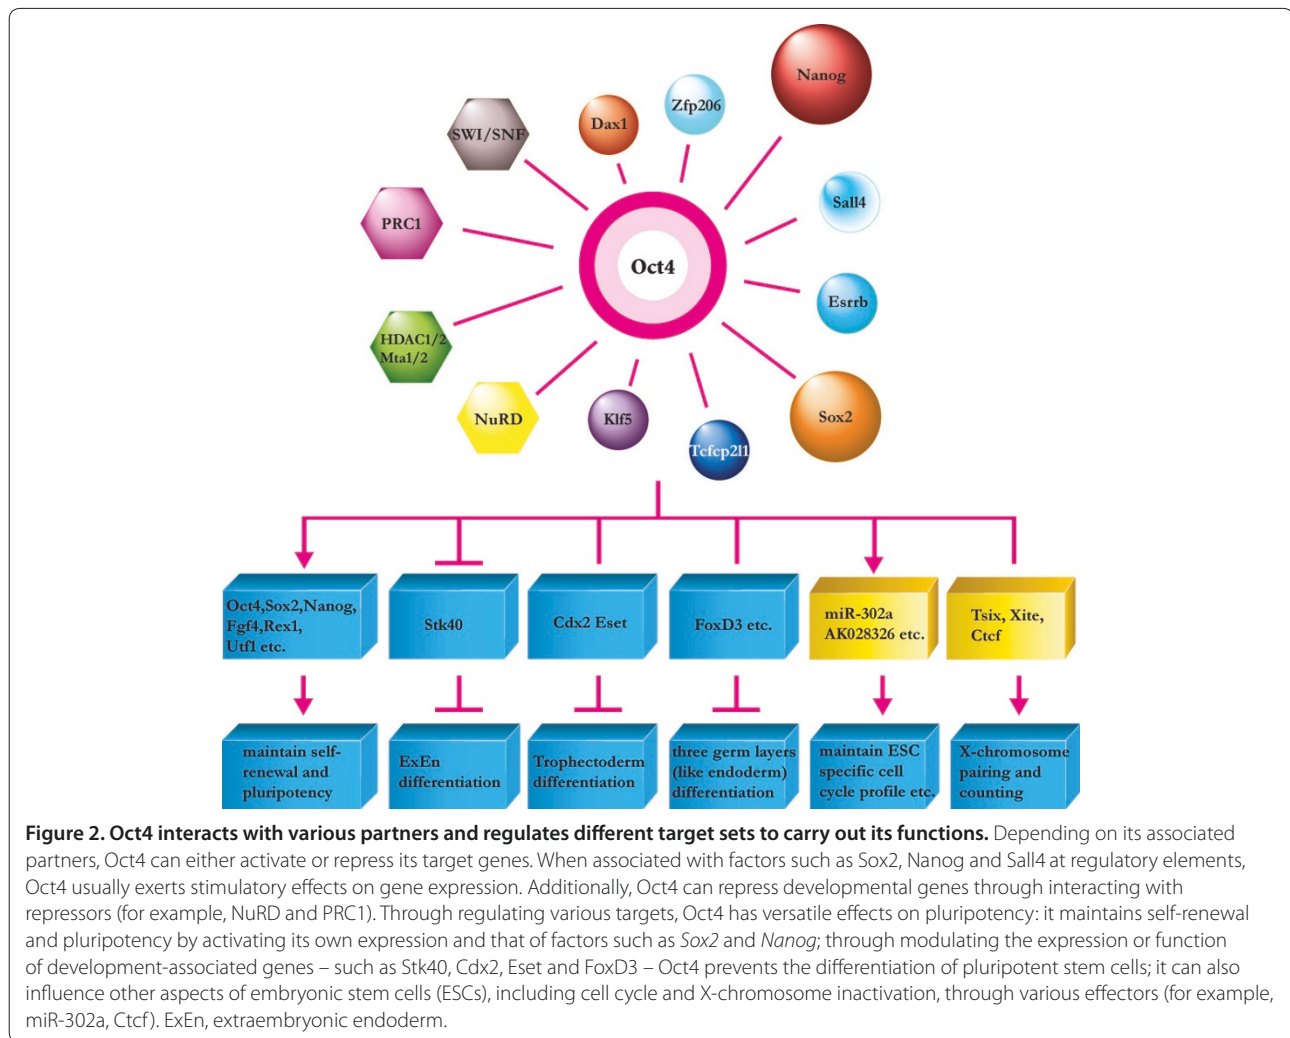 Nanog
Zfp206
Dax1
SWI/SNF
Sall4
PRC1
Oct4
Esrrb
HDAC1/2
Mta1/2
Sox2
NuRD
Klf5
Tcfcp2l1
Oct4,Sox2,Nanog,
Fgf4,Rex1,
Utf1 etc.
Stk40
Cdx2 Eset
FoxD3 etc.
miR-302a
AK028326 etc.
Tsix, Xite,
Ctcf
maintain self-
renewal and
pluripotency
ExEn
differentiation
Trophectoderm
differentiation
three germ layers
(like endoderm)
differentiation
maintain ESC
specific cell
cycle profile etc.
X-chromosome
pairing and
counting
Figure 2. Oct4 interacts with various partners and regulates different target sets to carry out its functions. Depending on its associated
partners, Oct4 can either activate or repress its target genes. When associated with factors such as Sox2, Nanog and Sall4 at regulatory elements,
Oct4 usually exerts stimulatory effects on gene expression. Additionally, Oct4 can repress developmental genes through interacting with
repressors (for example, NuRD and PRC1). Through regulating various targets, Oct4 has versatile effects on pluripotency: it maintains self-renewal
and pluripotency by activating its own expression and that of factors such as Sox2 and Nanog; through modulating the expression or function
of development-associated genes – such as Stk40, Cdx2, Eset and FoxD3 – Oct4 prevents the differentiation of pluripotent stem cells; it can also
influence other aspects of embryonic stem cells (ESCs), including cell cycle and X-chromosome inactivation, through various effectors (for example,
miR-302a, Ctcf). ExEn, extraembryonic endoderm.